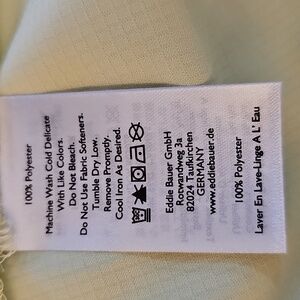 100% Polyester
Machine Wash Cold Delicate
With Like Colors.
Do Not Bleach.
Do Not Use Fabric Softeners.
Tumble Dry Low.
Remove Promptly.
Cool Iron As Desired.
Eddie Bauer GmbH
Rotwandweg 3a
82024 Taufkirchen
GERMANY
www.eddiebauer.de
100% Polyester
Laver En Lave-Linge A L' Eau